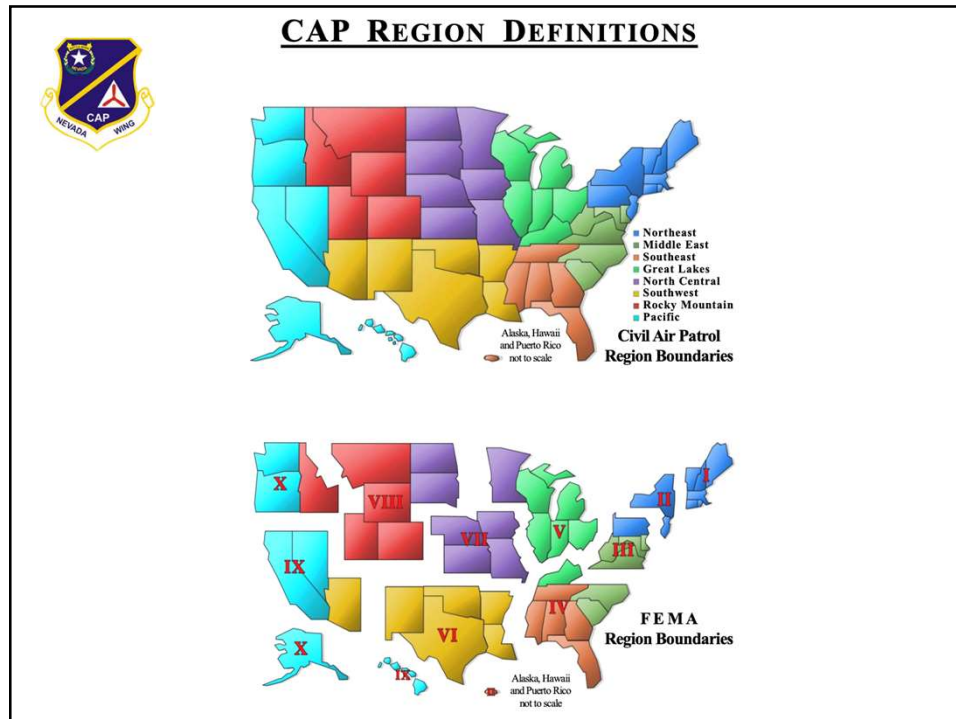 CAP REGION DEFINITIONS
NEVADA
CAP
NEVADA WING
Northeast
Middle East
Southeast
Great Lakes
North Central
Southwest
Rocky Mountain
Pacific
Alaska, Hawaii
and Puerto Rico
not to scale
Civil Air Patrol
Region Boundaries
X
VIII
VII
V
II
I
III
IX
VI
IV
X
IX
FEMA
Region Boundaries
Alaska, Hawaii
and Puerto Rico
not to scale